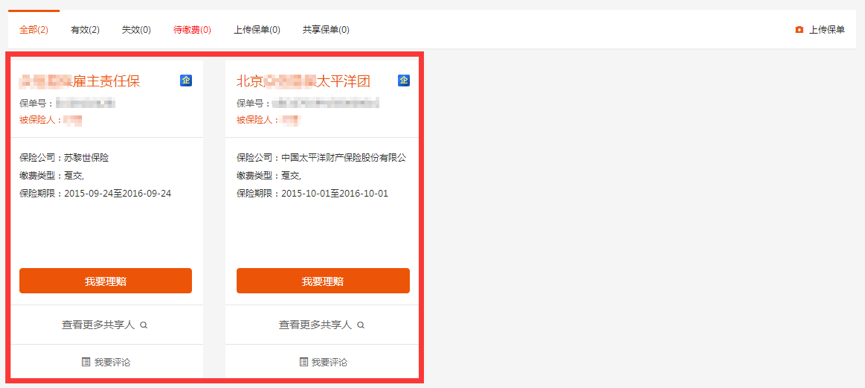 全部(2) 有效(2) 失效(0) 待缴费(0) 上传保单(0) 共享保单(0) 上传保单
雇主责任保 企
保单号：
被保险人：
保险公司：苏黎世保险
缴费类型：趸交,
保险期限：2015-09-24至2016-09-24
我要理赔
查看更多共享人
我要评论
北京 太平洋团 企
保单号：
被保险人：
保险公司：中国太平洋财产保险股份有限公
缴费类型：趸交,
保险期限：2015-10-01至2016-10-01
我要理赔
查看更多共享人
我要评论